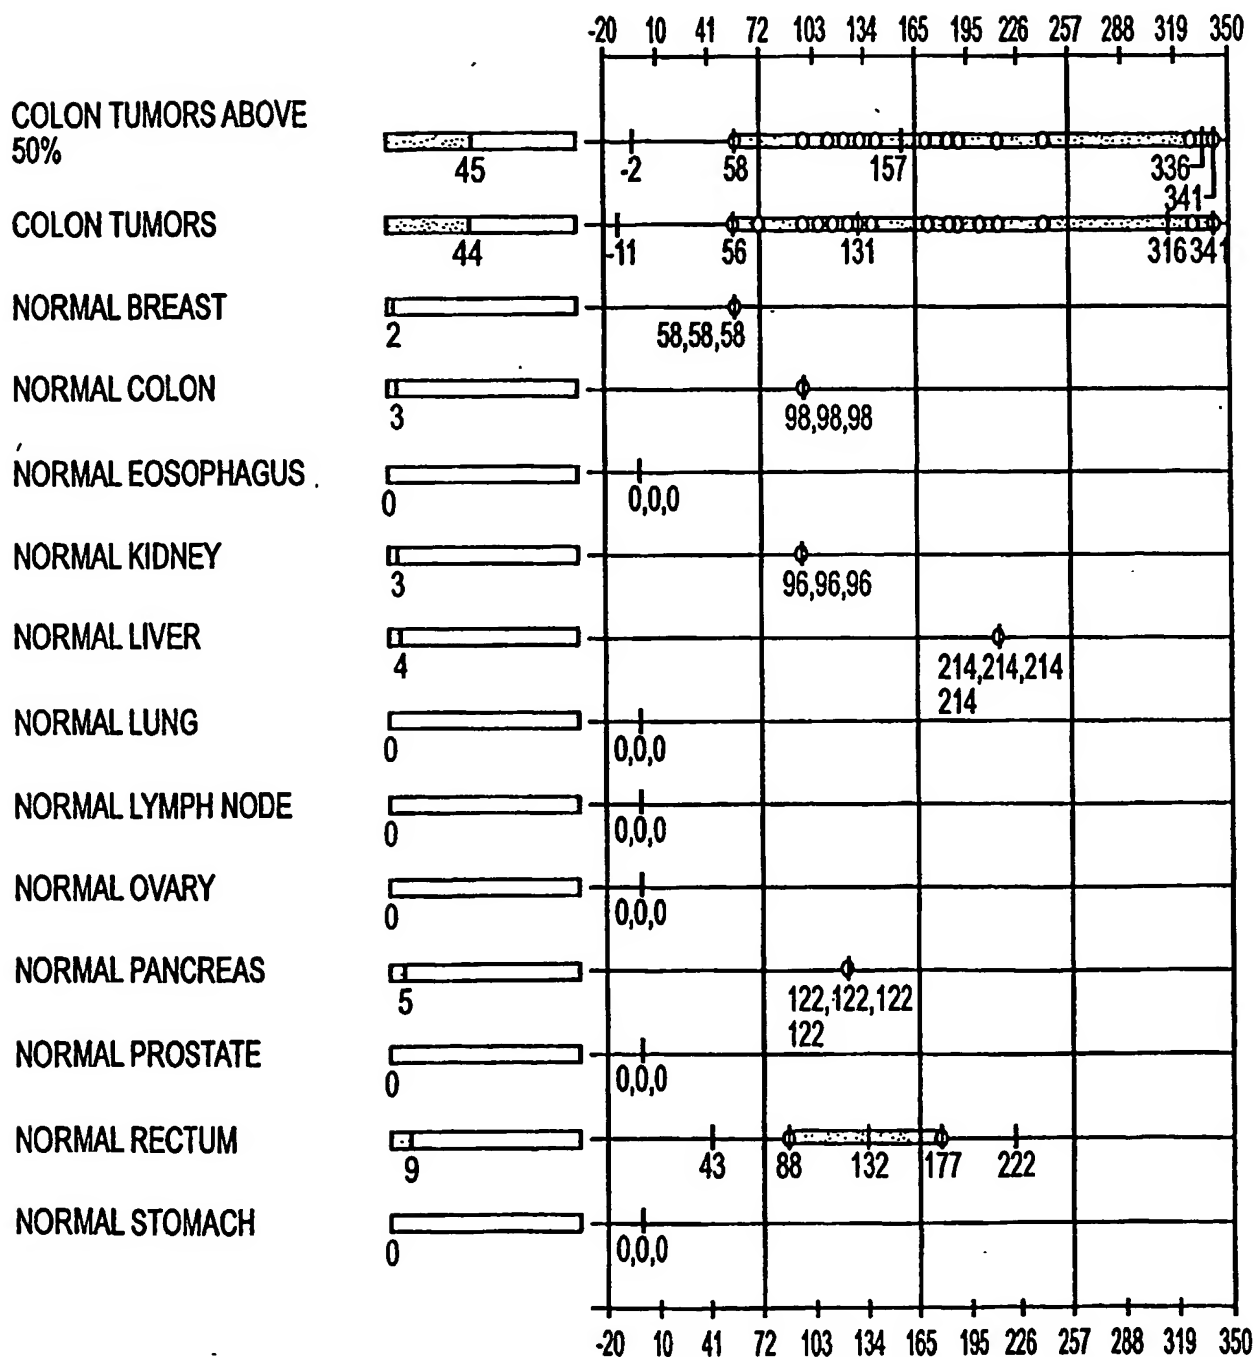 -20 10 41 72 103 134 165 195 226 257 288 319 350
COLON TUMORS ABOVE
50%
45 -2 58 157 336
341
COLON TUMORS
44 -11 56 131 316 341
NORMAL BREAST
2 58,58,58
NORMAL COLON
3 98,98,98
NORMAL EOSOPHAGUS
0 0,0,0
NORMAL KIDNEY
3 96,96,96
NORMAL LIVER
4 214,214,214
214
NORMAL LUNG
0 0,0,0
NORMAL LYMPH NODE
0 0,0,0
NORMAL OVARY
0 0,0,0
NORMAL PANCREAS
5 122,122,122
122
NORMAL PROSTATE
0 0,0,0
NORMAL RECTUM
9 43 88 132 177 222
NORMAL STOMACH
0 0,0,0
-20 10 41 72 103 134 165 195 226 257 288 319 350